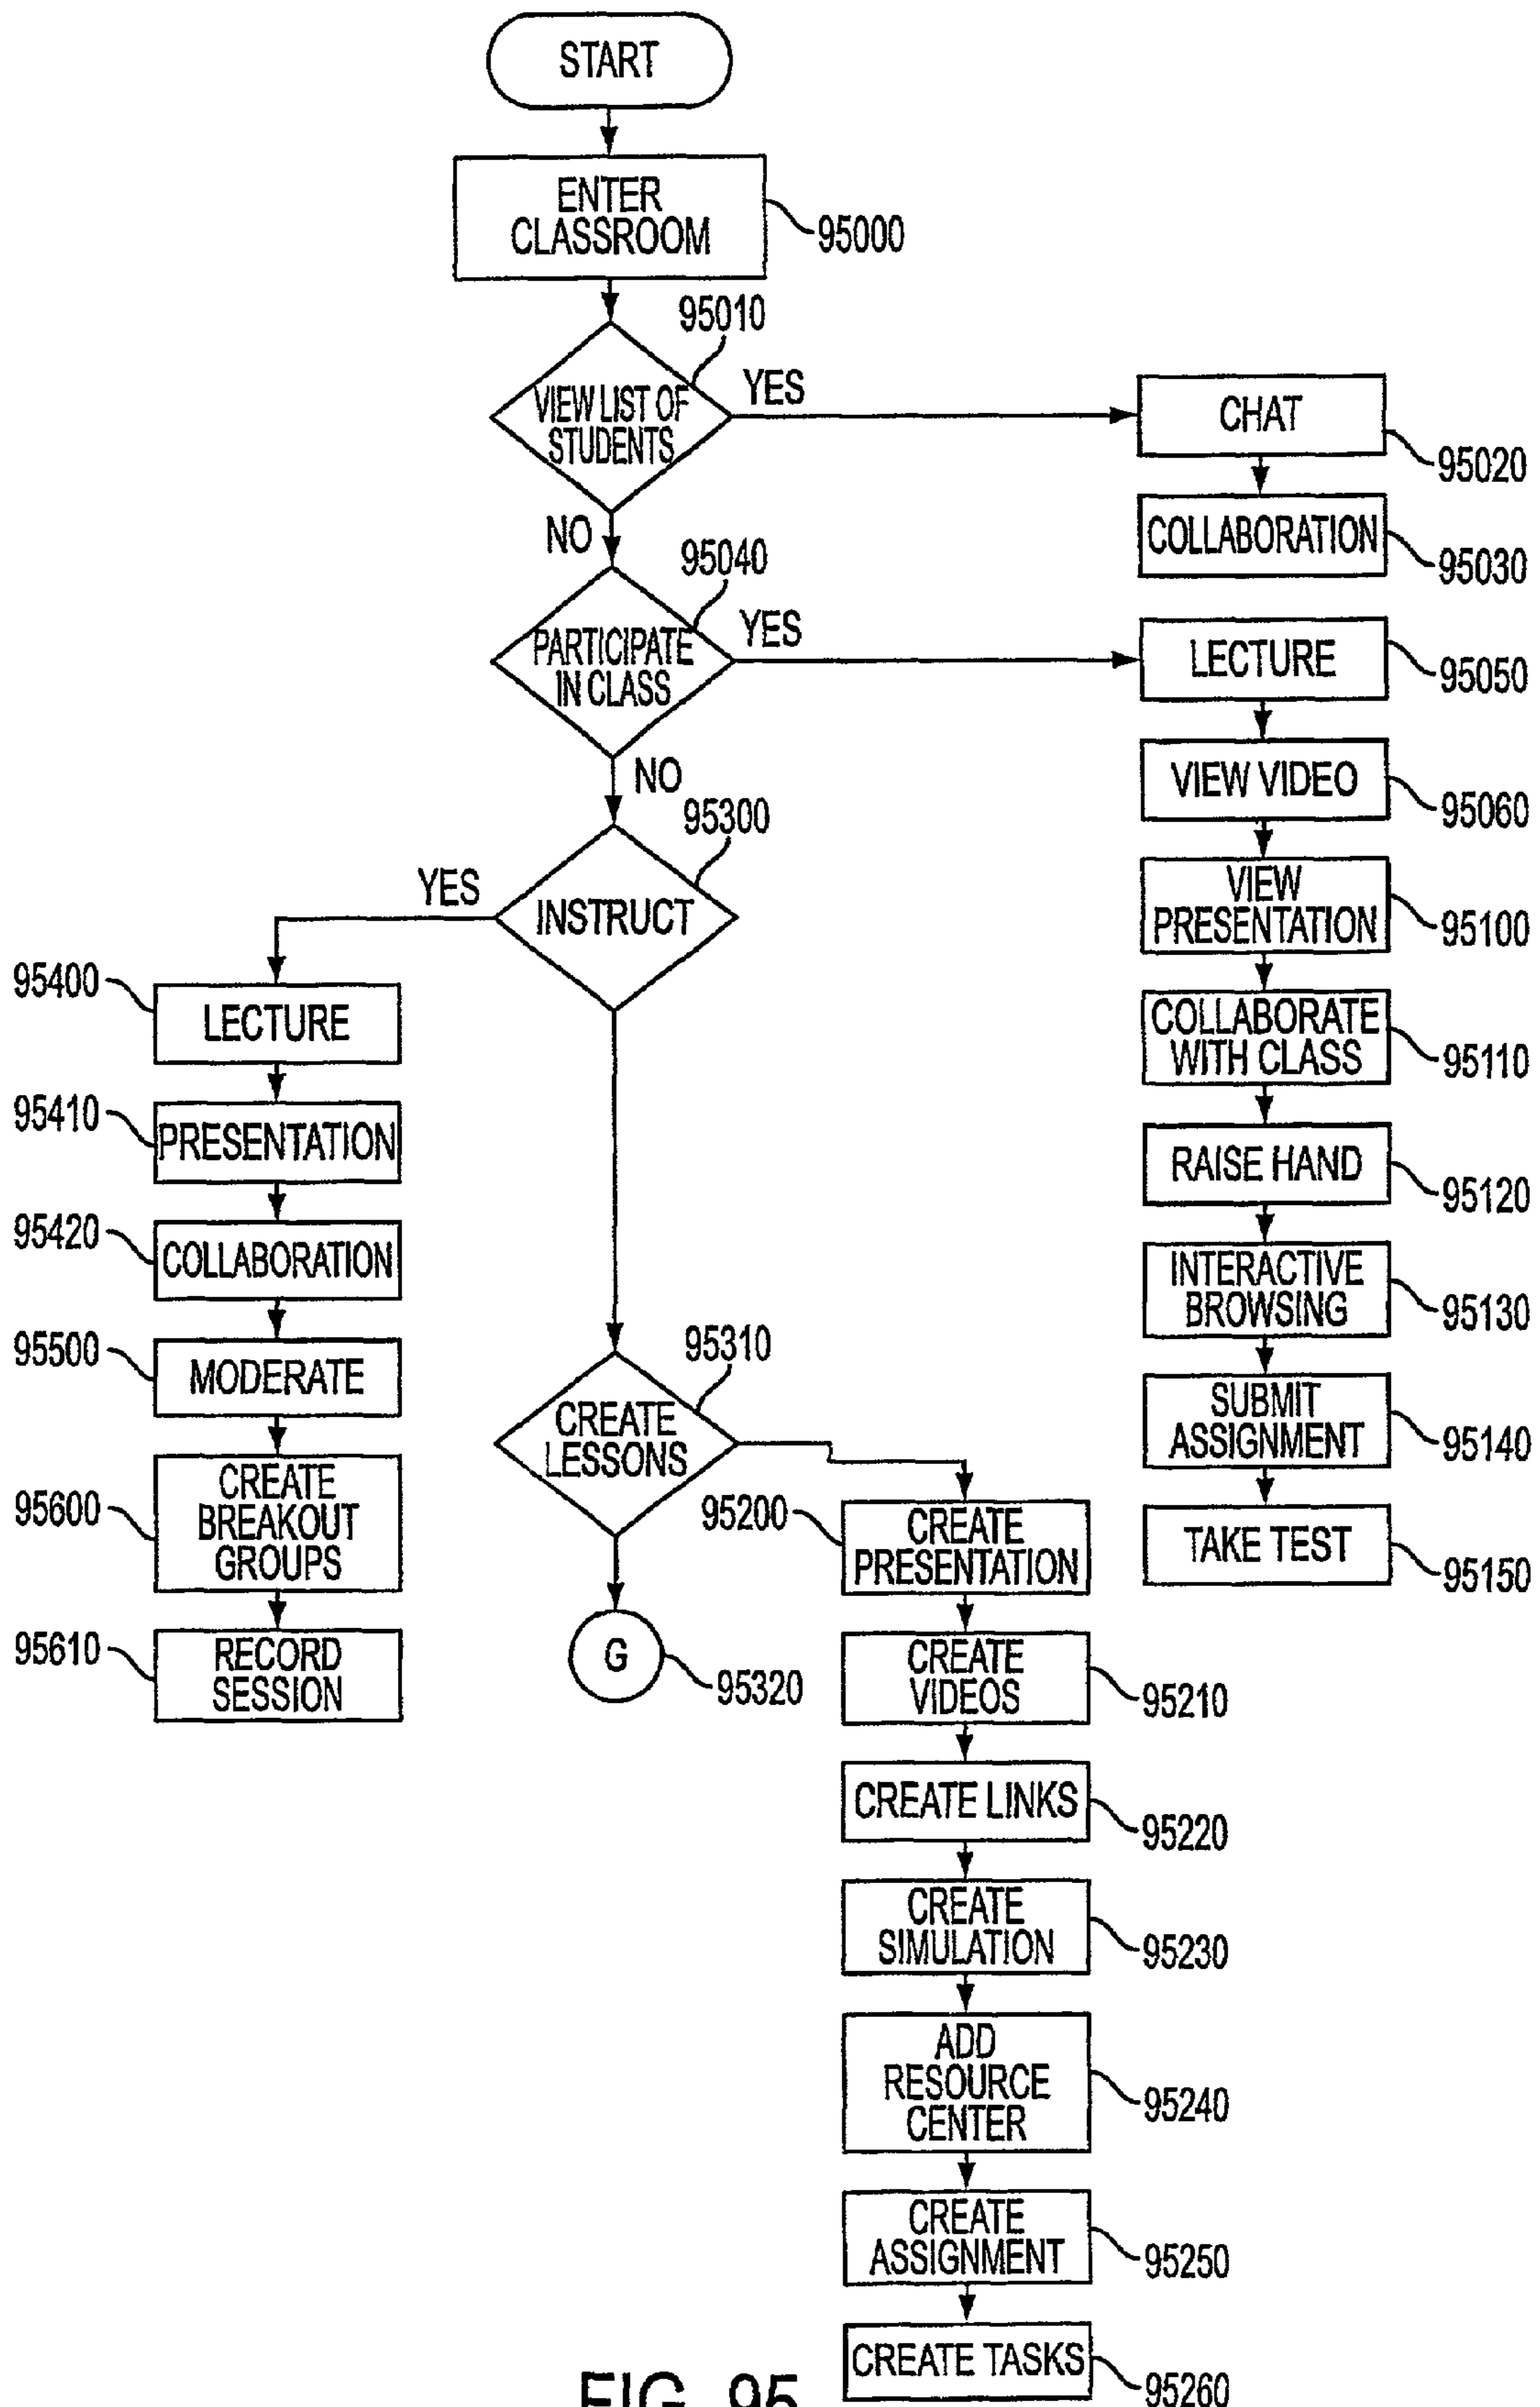 START
ENTER
CLASSROOM
95000
95010
VIEW LIST OF
STUDENTS
YES
CHAT
95020
COLLABORATION
95030
NO
95040
PARTICIPATE
IN CLASS
YES
LECTURE
95050
VIEW VIDEO
95060
VIEW
PRESENTATION
95100
COLLABORATE
WITH CLASS
95110
RAISE HAND
95120
INTERACTIVE
BROWSING
95130
SUBMIT
ASSIGNMENT
95140
TAKE TEST
95150
NO
95300
INSTRUCT
YES
95400
LECTURE
95410
PRESENTATION
95420
COLLABORATION
95500
MODERATE
95600
CREATE
BREAKOUT
GROUPS
95610
RECORD
SESSION
95310
CREATE
LESSONS
G
95320
95200
CREATE
PRESENTATION
CREATE
VIDEOS
95210
CREATE LINKS
95220
CREATE
SIMULATION
95230
ADD
RESOURCE
CENTER
95240
CREATE
ASSIGNMENT
95250
CREATE TASKS
95260
FIG. 95